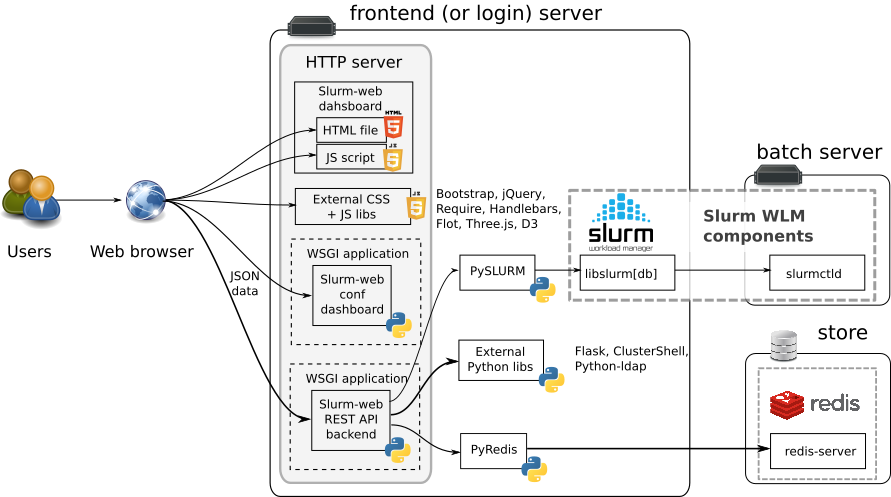 frontend (or login) server
HTTP server
Slurm-web
dahsboard
HTML
5
HTML file
JS
5
JS script
batch server
External CSS
+ JS libs
JS
5
Bootstrap, jQuery,
Require, Handlebars,
Flot, Three.js, D3
slurm
workload manager
Slurm WLM
components
Users
Web browser
JSON
data
WSGI application
Slurm-web
conf
dashboard
PySLURM
libslurm[db]
slurmctld
store
External
Python libs
Flask, ClusterShell,
Python-ldap
WSGI application
Slurm-web
REST API
backend
redis
PyRedis
redis-server